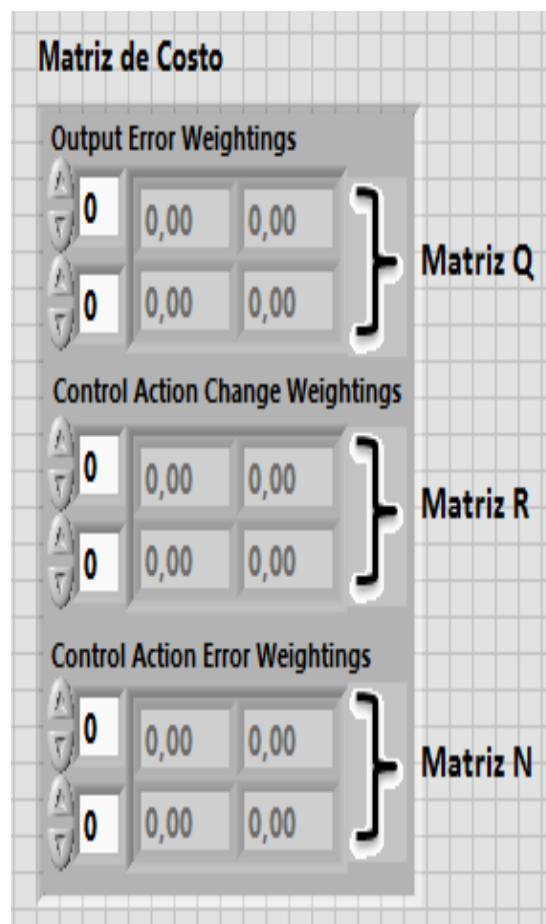 Matriz de Costo
Output Error Weightings
0 0,00 0,00
Matriz Q
0 0,00 0,00
Control Action Change Weightings
0 0,00 0,00
Matriz R
0 0,00 0,00
Control Action Error Weightings
0 0,00 0,00
Matriz N
0 0,00 0,00